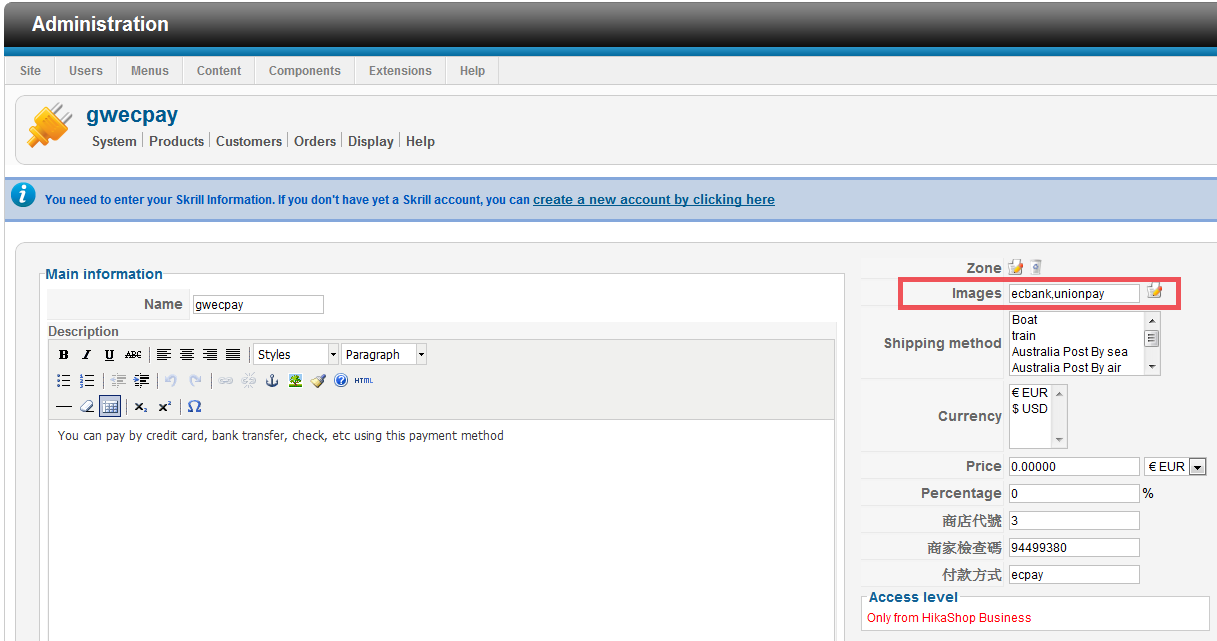 Administration
Site Users Menus Content Components Extensions Help
gwecpay
System Products Customers Orders Display Help
You need to enter your Skrill Information. If you don't have yet a Skrill account, you can create a new account by clicking here
Main information
Name gwecpay
Description
B I U ABC Styles Paragraph
HTML
x₂ x² Ω
You can pay by credit card, bank transfer, check, etc using this payment method
Zone
Images ecbank,unionpay
Shipping method
Boat
train
Australia Post By sea
Australia Post By air
Currency
€ EUR
$ USD
Price 0.00000 € EUR
Percentage 0 %
商店代號 3
商家檢查碼 94499380
付款方式 ecpay
Access level
Only from HikaShop Business